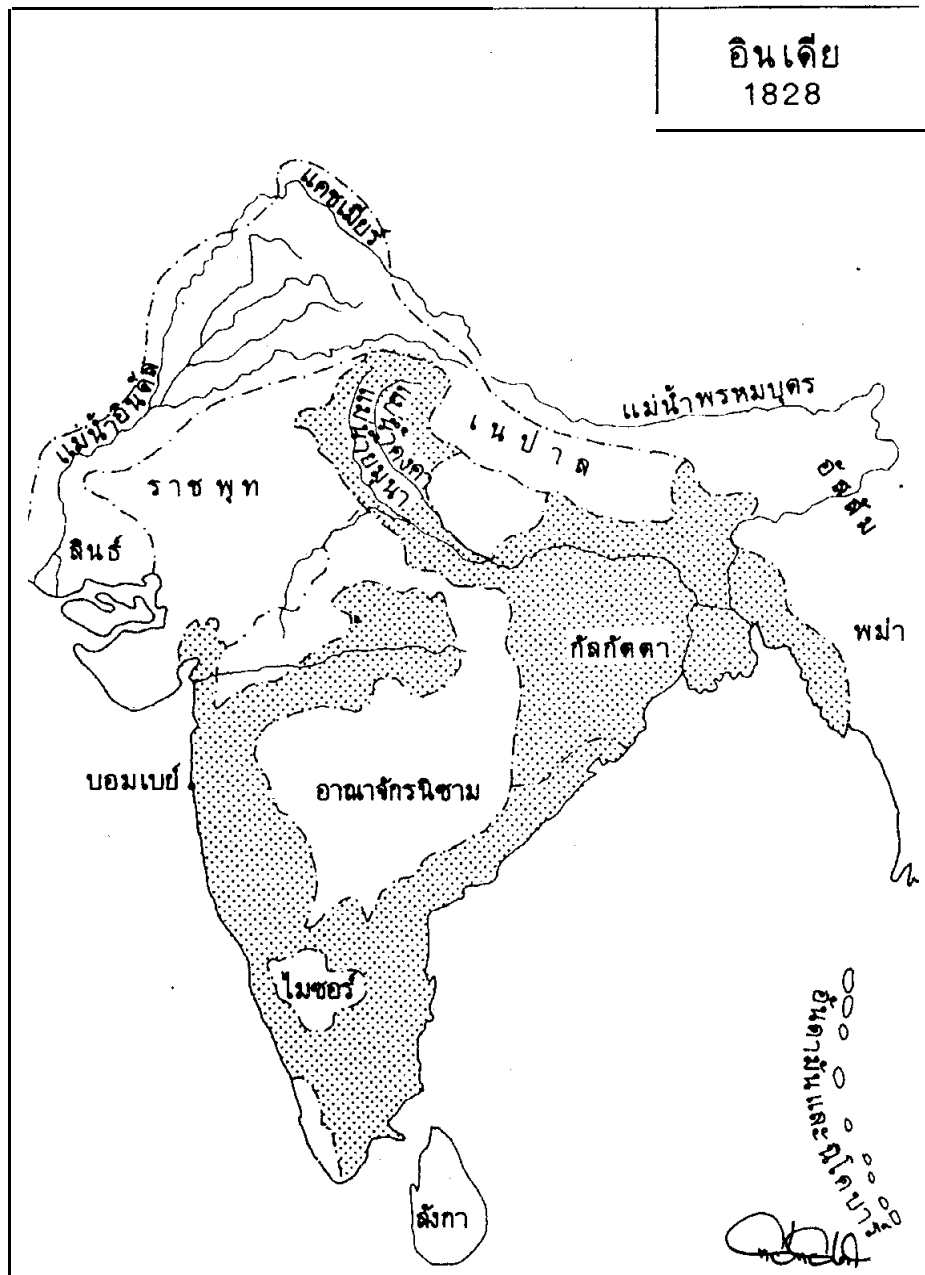 อินเดีย
1828
แคชเมียร์
แม่น้ำอินดัส
แม่น้ำพรหมบุตร
เนปาล
แม่น้ำคงคา
แม่น้ำยมุนา
อัสสัม
ราชพุท
สินธ์
พม่า
กัลกัตตา
บอมเบย์
อาณาจักรนิซาม
ไมซอร์
อันดามันและนิโคบาร์
ลังกา